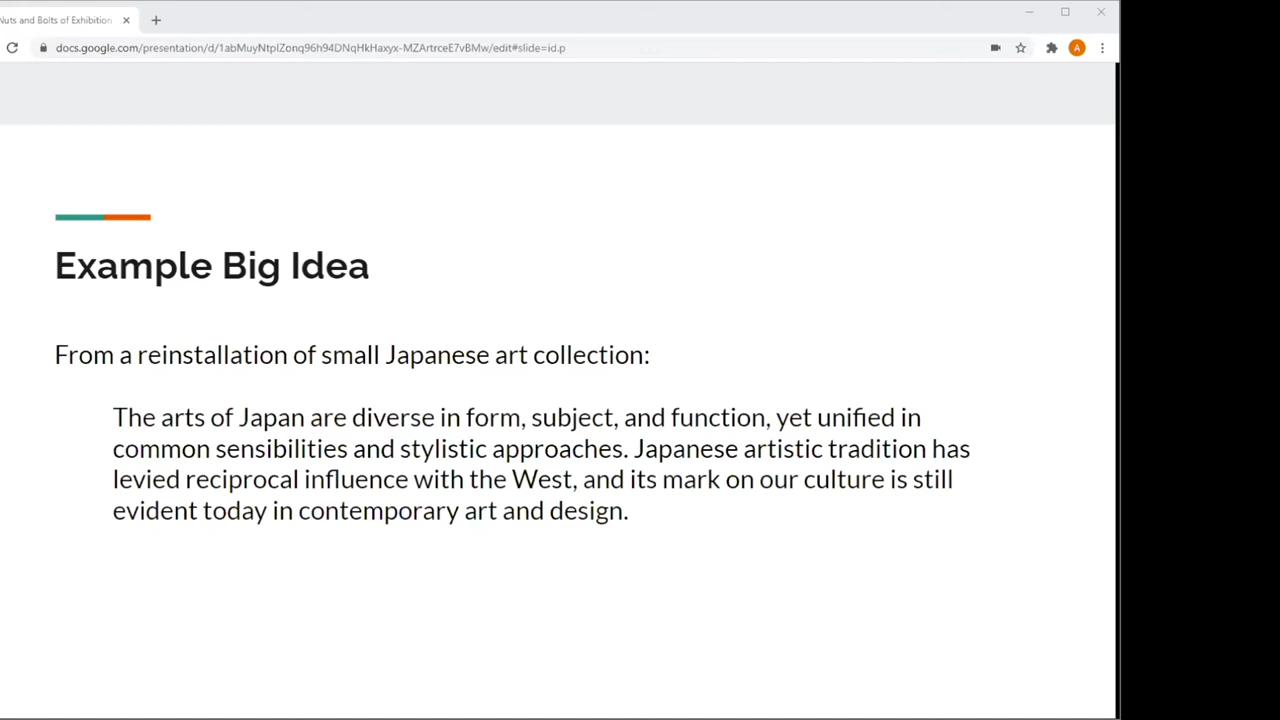 Nuts and Bolts of Exhibition
docs.google.com/presentation/d/1abMuyNtpIZonq96h94DNqHkHaxyx-MZArtrceE7vBMw/edit#slide=id.p
A
Example Big Idea
From a reinstallation of small Japanese art collection:
The arts of Japan are diverse in form, subject, and function, yet unified in
common sensibilities and stylistic approaches. Japanese artistic tradition has
levied reciprocal influence with the West, and its mark on our culture is still
evident today in contemporary art and design.